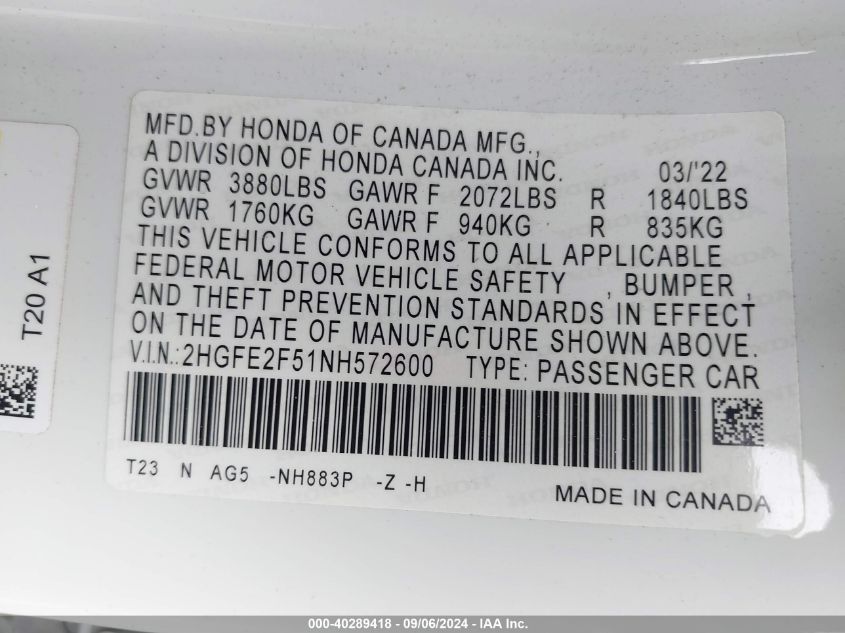 MFD.BY HONDA OF CANADA MFG.,
A DIVISION OF HONDA CANADA INC. 03/'22
GVWR 3880LBS GAWR F 2072LBS R 1840LBS
GVWR 1760KG GAWR F 940KG R 835KG
THIS VEHICLE CONFORMS TO ALL APPLICABLE
FEDERAL MOTOR VEHICLE SAFETY , BUMPER ,
AND THEFT PREVENTION STANDARDS IN EFFECT
ON THE DATE OF MANUFACTURE SHOWN ABOVE.
V.I.N.:2HGFE2F51NH572600 TYPE: PASSENGER CAR
T23 N AG5 -NH883P -Z -H
MADE IN CANADA
T20 A1
000-40289418 - 09/06/2024 - IAA Inc.